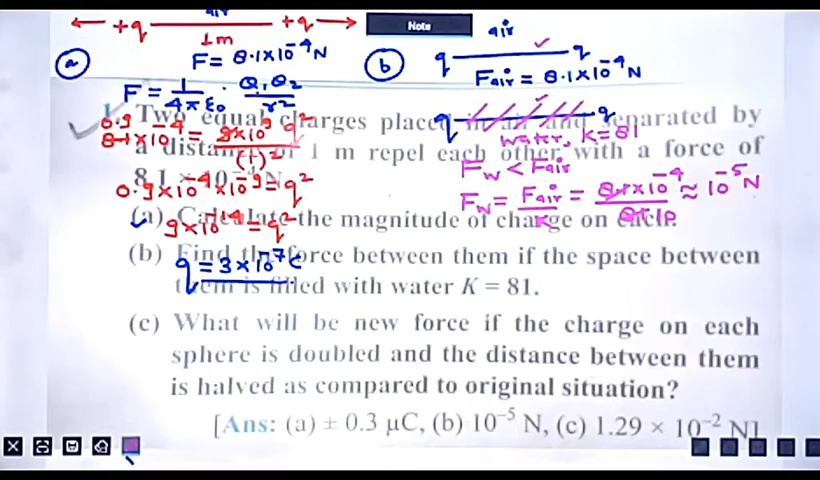 air
+q +q
1m
Note
(a) F = 8·1×10⁻⁴ N
(b) air
q q
F_air = 8·1×10⁻⁴ N
F = 1/4πε₀ · Q₁Q₂/r²
1. Two equal charges placed in air and separated by
a distance of 1 m repel each other with a force of
8.1 × 10⁻⁴ N.
0.9
8·1×10⁻⁴ = 9×10⁹ q²/(1)²
0·9×10⁻⁴×10⁻⁹ = q²
9×10⁻¹⁴ = q²
q = 3×10⁻⁷ C
q q
water, k=81
F_w < F_air
F_w = F_air/k = 8·1×10⁻⁴/81 ≈ 10⁻⁵ N
(a) Calculate the magnitude of charge on each.
(b) Find the force between them if the space between
them is filled with water K = 81.
(c) What will be new force if the charge on each
sphere is doubled and the distance between them
is halved as compared to original situation?
[Ans: (a) ± 0.3 μC, (b) 10⁻⁵ N, (c) 1.29 × 10⁻² N]